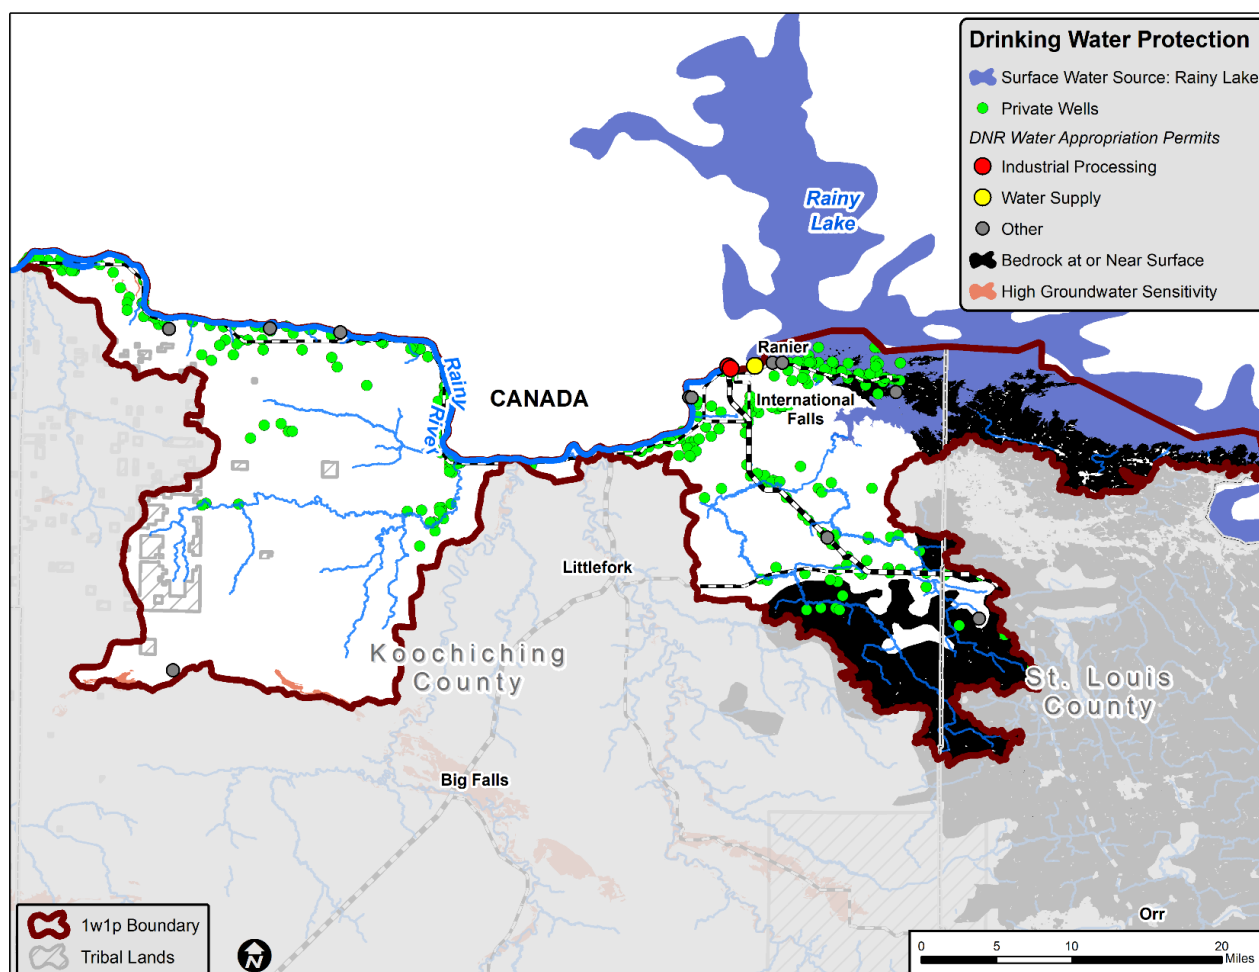 Drinking Water Protection
Surface Water Source: Rainy Lake
Private Wells
DNR Water Appropriation Permits
Industrial Processing
Water Supply
Other
Bedrock at or Near Surface
High Groundwater Sensitivity
Rainy
Lake
Ranier
International
Falls
CANADA
Rainy River
Littlefork
Koochiching
County
St. Louis
County
Big Falls
Orr
1w1p Boundary
Tribal Lands
N
0 5 10 20
Miles